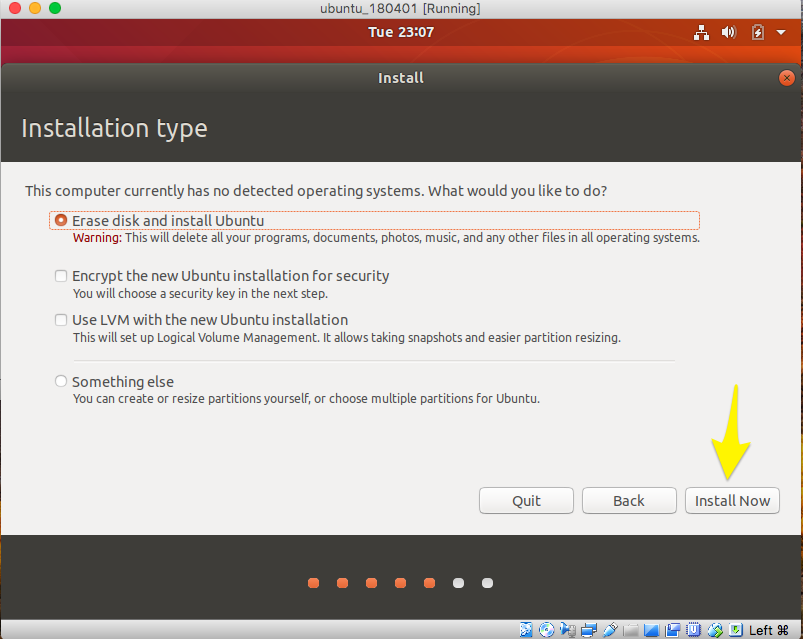 ubuntu_180401 [Running]
Tue 23:07
Install
Installation type
This computer currently has no detected operating systems. What would you like to do?
Erase disk and install Ubuntu
Warning: This will delete all your programs, documents, photos, music, and any other files in all operating systems.
Encrypt the new Ubuntu installation for security
You will choose a security key in the next step.
Use LVM with the new Ubuntu installation
This will set up Logical Volume Management. It allows taking snapshots and easier partition resizing.
Something else
You can create or resize partitions yourself, or choose multiple partitions for Ubuntu.
Quit Back Install Now
Left ⌘